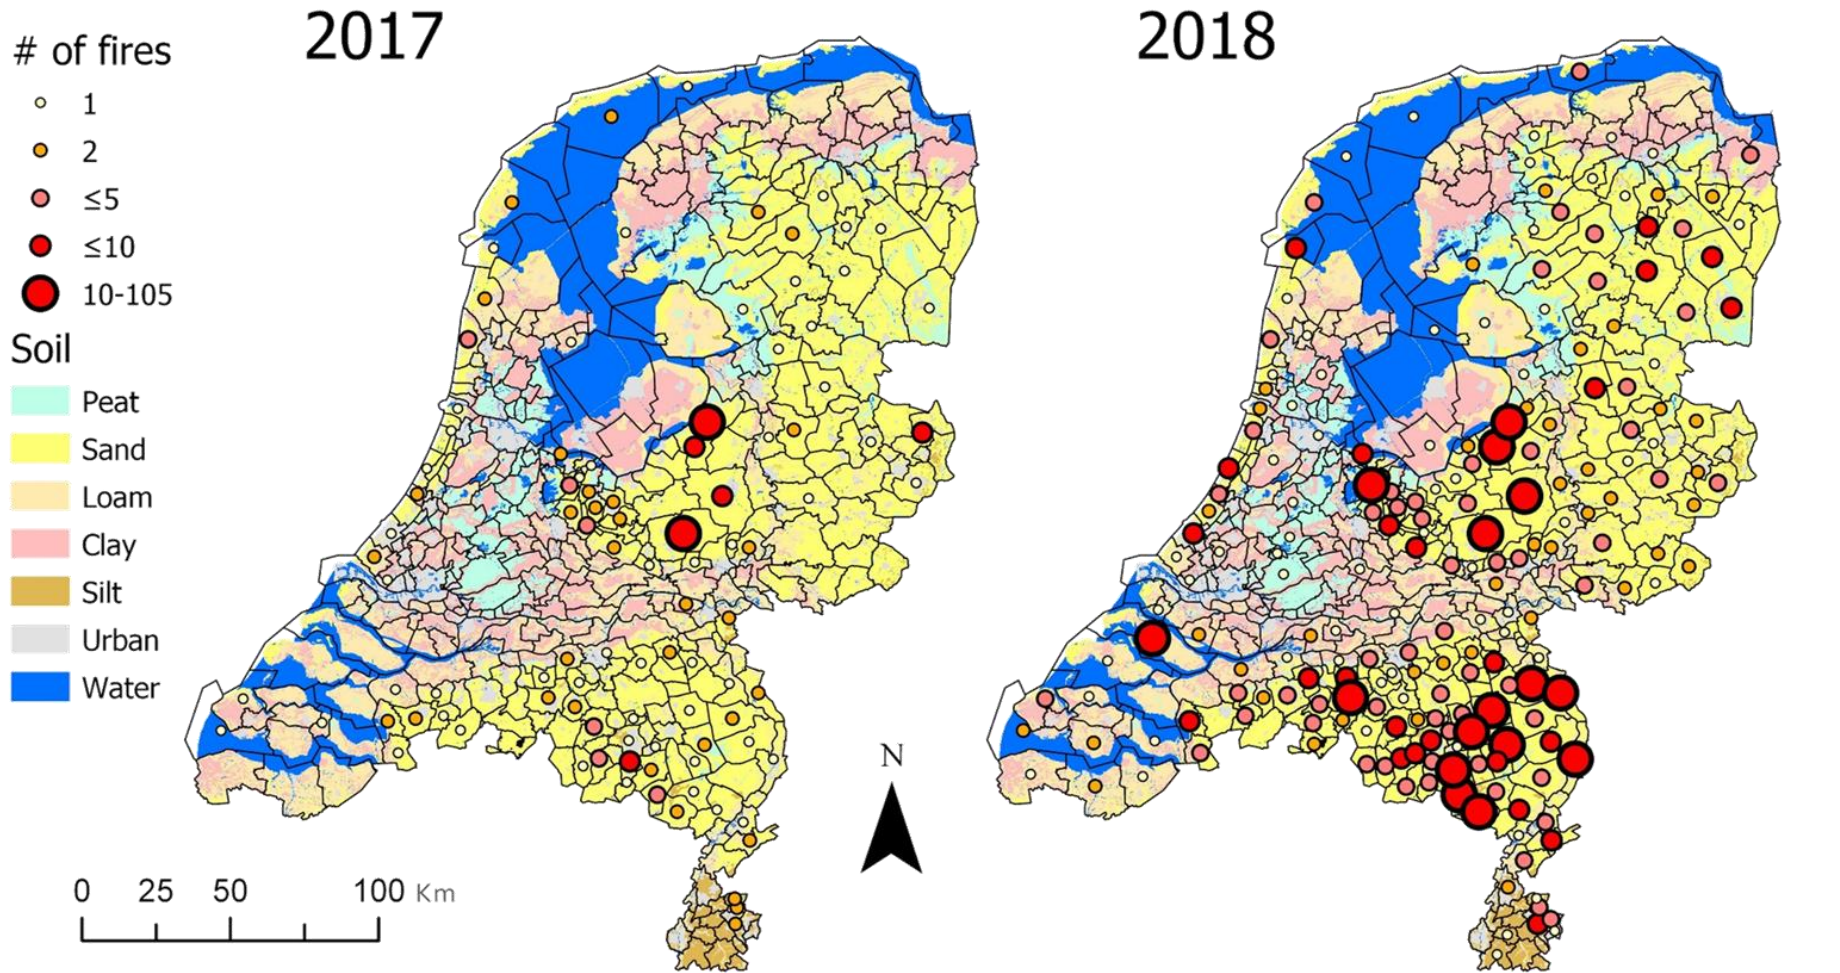 2017
2018
# of fires
1
2
≤5
≤10
10-105
Soil
Peat
Sand
Loam
Clay
Silt
Urban
Water
N
0 25 50 100 Km